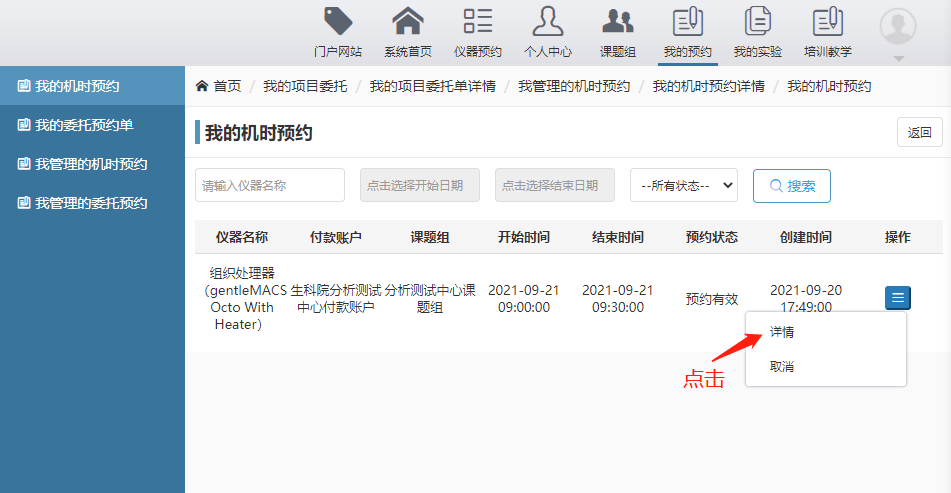 门户网站 系统首页 仪器预约 个人中心 课题组 我的预约 我的实验 培训教学
我的机时预约
我的委托预约单
我管理的机时预约
我管理的委托预约
首页 / 我的项目委托 / 我的项目委托单详情 / 我管理的机时预约 / 我的机时预约详情 / 我的机时预约
我的机时预约
返回
请输入仪器名称 点击选择开始日期 点击选择结束日期 --所有状态-- 搜索
仪器名称 付款账户 课题组 开始时间 结束时间 预约状态 创建时间 操作
组织处理器
（gentleMACS
Octo With
Heater）
生科院分析测试
中心付款账户
分析测试中心课
题组
2021-09-21
09:00:00
2021-09-21
09:30:00
预约有效
2021-09-20
17:49:00
详情
取消
点击